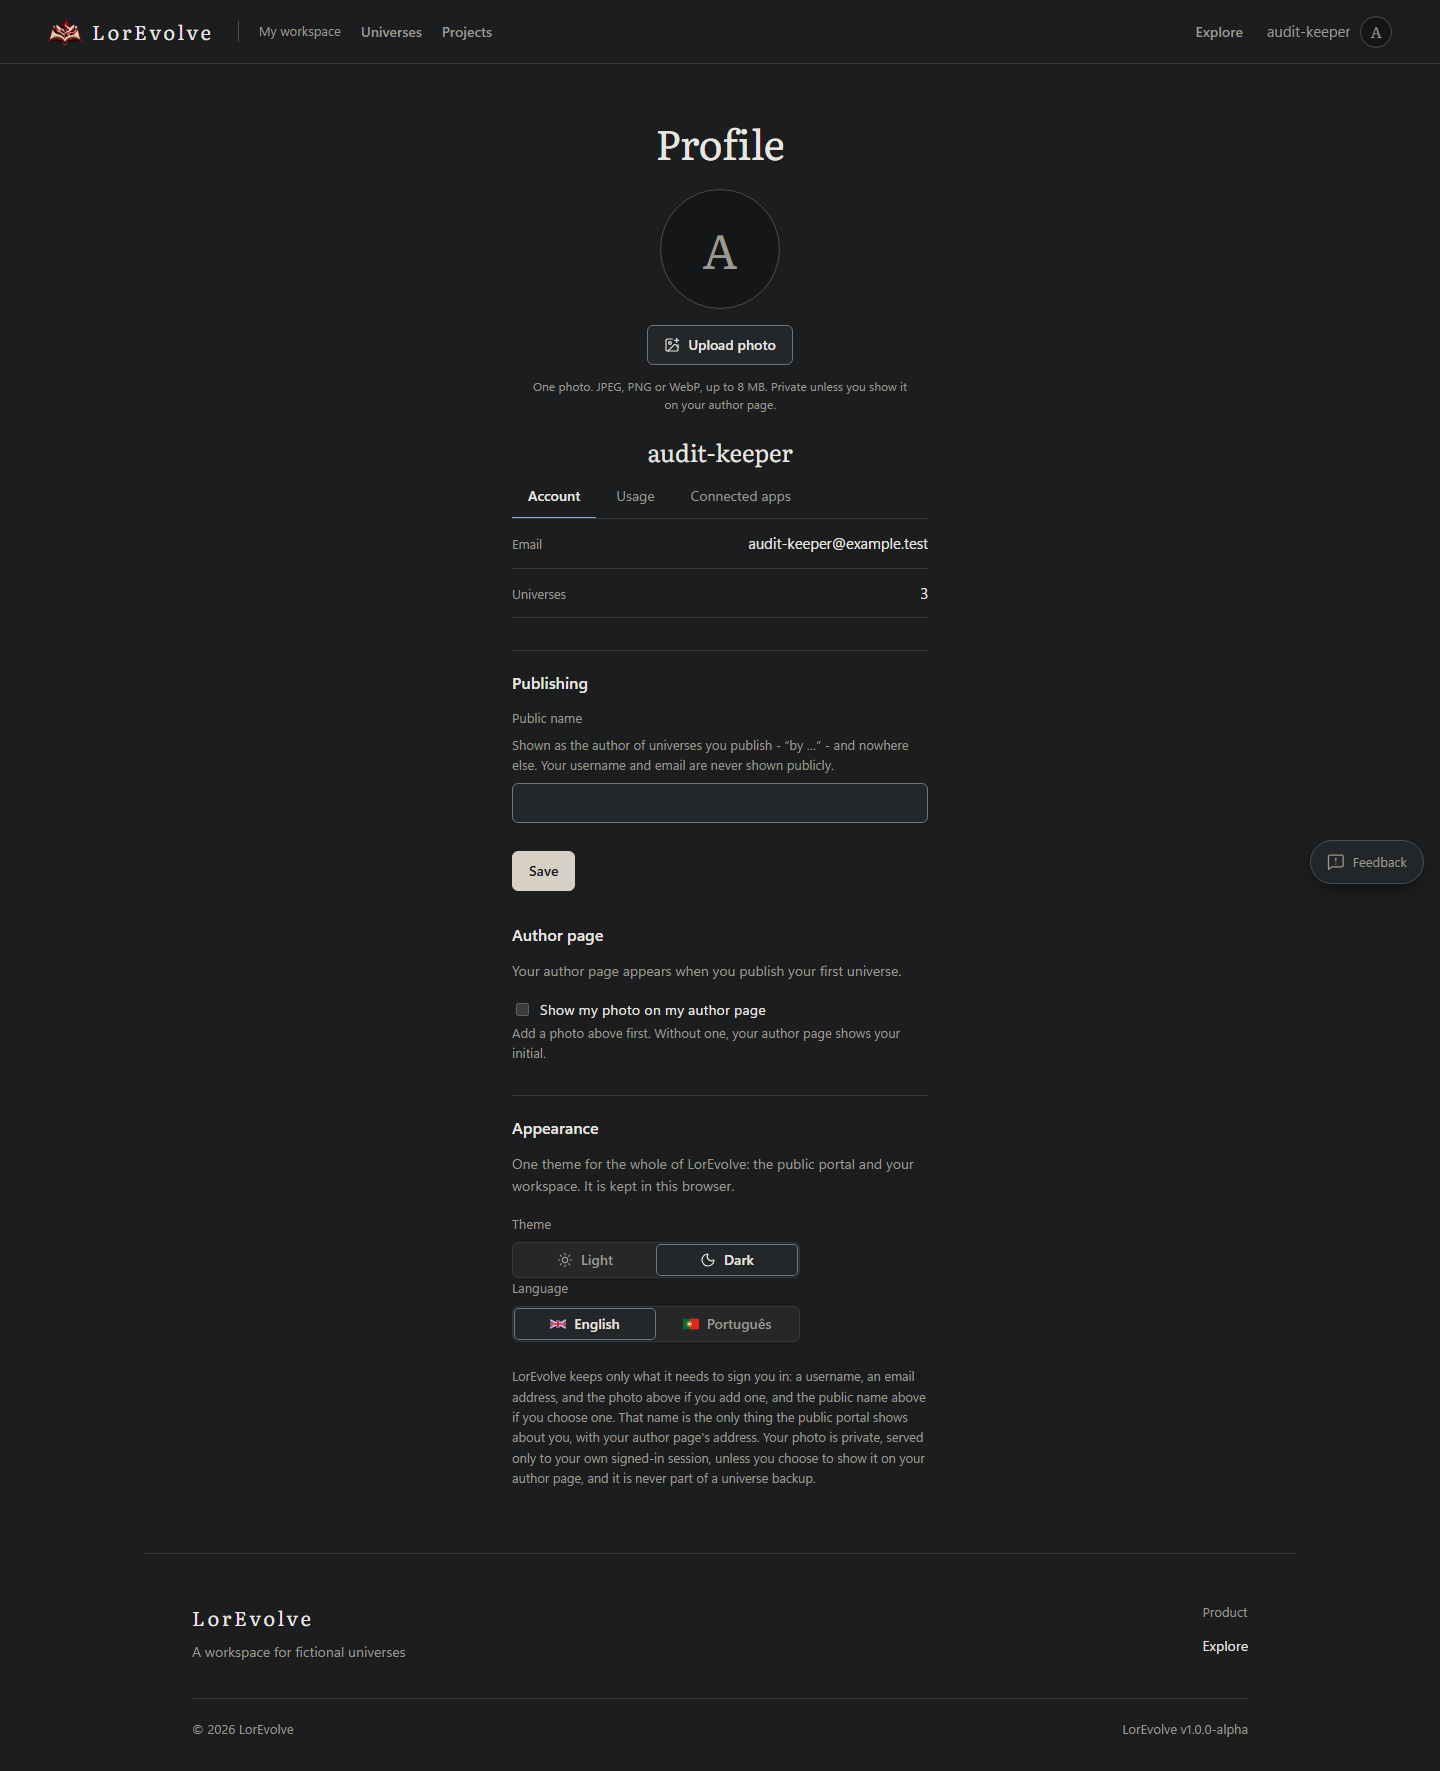 LorEvolve
My workspace
Universes
Projects
Explore
audit-keeper
A
Profile
A
Upload photo
One photo. JPEG, PNG or WebP, up to 8 MB. Private unless you show it
on your author page.
audit-keeper
Account
Usage
Connected apps
Email
audit-keeper@example.test
Universes
3
Publishing
Public name
Shown as the author of universes you publish - “by ...” - and nowhere
else. Your username and email are never shown publicly.
Save
Feedback
Author page
Your author page appears when you publish your first universe.
Show my photo on my author page
Add a photo above first. Without one, your author page shows your
initial.
Appearance
One theme for the whole of LorEvolve: the public portal and your
workspace. It is kept in this browser.
Theme
Light
Dark
Language
English
Português
LorEvolve keeps only what it needs to sign you in: a username, an email
address, and the photo above if you add one, and the public name above
if you choose one. That name is the only thing the public portal shows
about you, with your author page's address. Your photo is private, served
only to your own signed-in session, unless you choose to show it on your
author page, and it is never part of a universe backup.
LorEvolve
A workspace for fictional universes
Product
Explore
© 2026 LorEvolve
LorEvolve v1.0.0-alpha